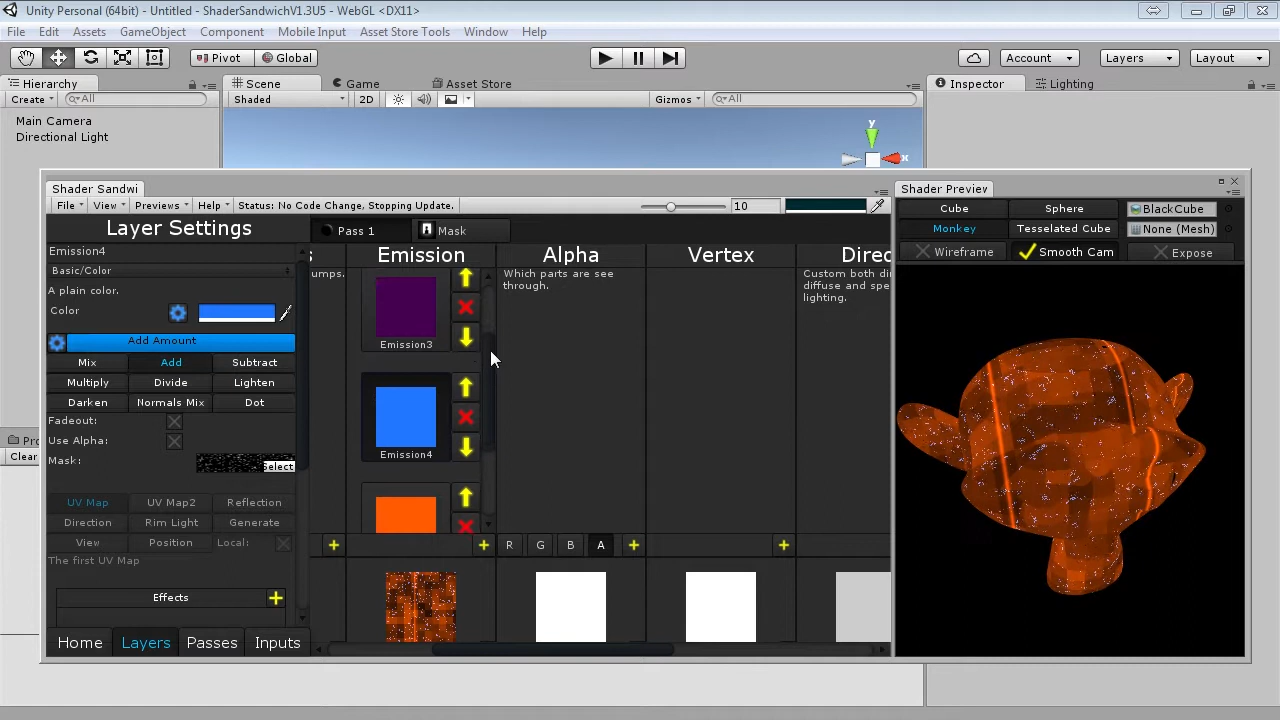 Unity Personal (64bit) - Untitled - ShaderSandwichV1.3U5 - WebGL <DX11>
File Edit Assets GameObject Component Mobile Input Asset Store Tools Window Help
Pivot Global Account Layers Layout
Hierarchy Scene Game Asset Store Inspector Lighting
Create All Shaded 2D Gizmos All
Main Camera
Directional Light
y
x
Shader Sandwi Shader Preview
File View Previews Help Status: No Code Change, Stopping Update. 10
Cube Sphere BlackCube
Layer Settings Pass 1 Mask Monkey Tesselated Cube None (Mesh)
Emission4 Emission Alpha Vertex Direc Wireframe Smooth Cam Expose
Basic/Color umps. Which parts are see Custom both di
through. diffuse and spe
lighting.
A plain color.
Color
Add Amount Emission3
Mix Add Subtract
Multiply Divide Lighten
Darken Normals Mix Dot
Fadeout:
Use Alpha:
Mask: Select Emission4
UV Map UV Map2 Reflection
Direction Rim Light Generate
View Position Local: R G B A
The first UV Map
Effects
Home Layers Passes Inputs
Pro
Clear